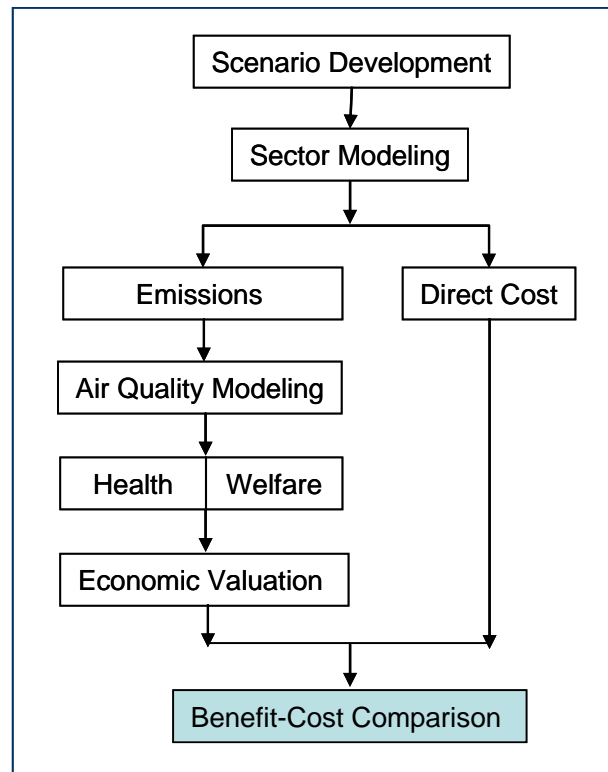 Scenario Development
Sector Modeling
Emissions
Direct Cost
Air Quality Modeling
Health
Welfare
Economic Valuation
Benefit-Cost Comparison